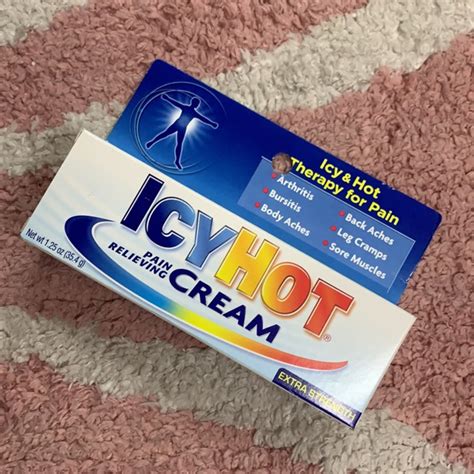 Icy & Hot
Therapy for Pain
• Arthritis
• Bursitis
• Body Aches
• Back Aches
• Leg Cramps
• Sore Muscles
ICY HOT®
PAIN
RELIEVING
CREAM
Net wt 1.25 oz (35.4 g)
EXTRA STRENGTH